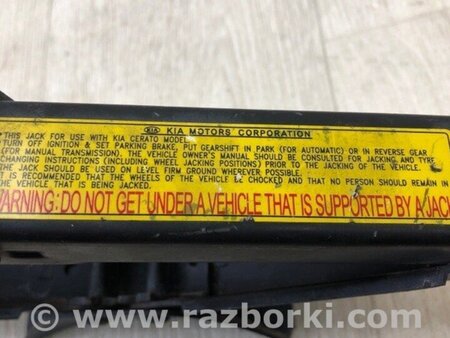 KIA KIA MOTORS CORPORATION
*THIS JACK FOR USE WITH KIA CERATO MODEL.
*TURN OFF IGNITION & SET PARKING BRAKE, PUT GEARSHIFT IN PARK (FOR AUTOMATIC) OR IN REVERSE GEAR
(FOR MANUAL TRANSMISSION). THE VEHICLE OWNER'S MANUAL SHOULD BE CONSULTED FOR JACKING AND TYRE
CHANGING INSTRUCTIONS (INCLUDING WHEEL JACKING POSITIONS) PRIOR TO THE JACKING OF THE VEHICLE.
JACK SHOULD BE USED ON LEVEL FIRM GROUND WHEREVER POSSIBLE.
IT IS RECOMMENDED THAT THE WHEELS OF THE VEHICLE BE CHOCKED AND THAT NO PERSON SHOULD REMAIN IN
THE VEHICLE THAT IS BEING JACKED.
WARNING: DO NOT GET UNDER A VEHICLE THAT IS SUPPORTED BY A JACK
www.razborki.com